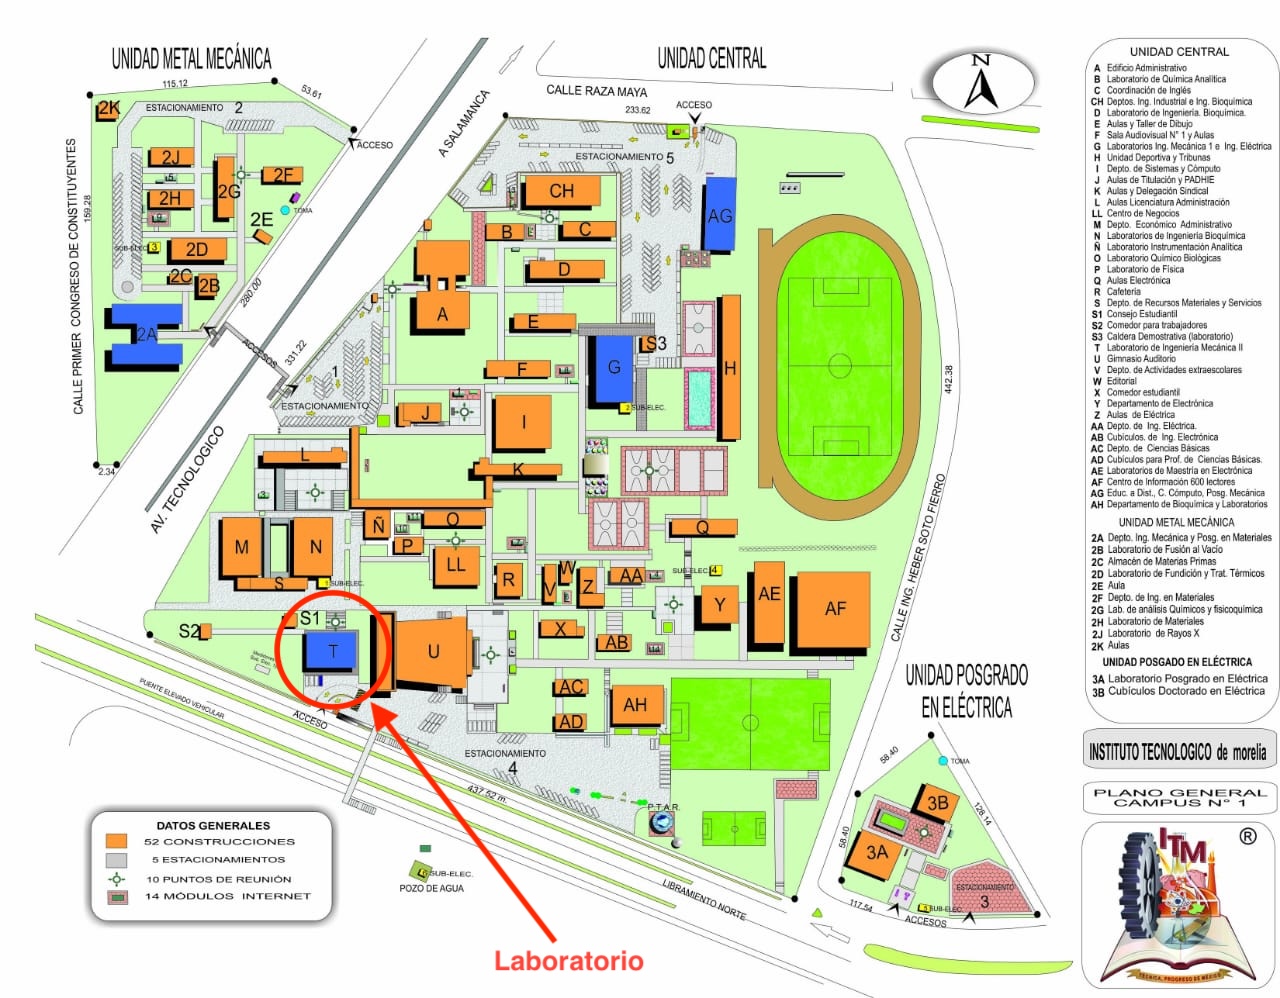 UNIDAD METAL MECÁNICA
UNIDAD CENTRAL
N
115.12
53.61
CALLE RAZA MAYA
233.62
ACCESO
A SALAMANCA
2K
ESTACIONAMIENTO 2
ACCESO
ESTACIONAMIENTO 5
CALLE PRIMER CONGRESO DE CONSTITUYENTES
159.28
2J
5
2H
2G
2F
TOMA
2E
SUB-ELEC.
3
2D
2C
2B
2A
280.00
ACCESOS
331.22
2.34
AV. TECNOLOGICO
1
ESTACIONAMIENTO
CH
AG
B
C
D
A
E
S3
G
H
F
2 SUB-ELEC.
J
1
I
K
L
3
442.38
CALLE ING. HEBER SOTO FIERRO
M
N
S
1 SUB-ELEC.
Ñ
O
P
LL
Q
R
V
W
Z
AA
SUB-ELEC. 4
Y
AE
AF
S2
S1
T
U
X
AB
AC
AD
AH
PUENTE ELEVADO VEHICULAR
ACCESO
ESTACIONAMIENTO
4
437.52 m.
P.T.A.R.
LIBRAMIENTO NORTE
SUB-ELEC.
POZO DE AGUA
UNIDAD POSGRADO
EN ELÉCTRICA
58.40
TOMA
128.14
3B
58.40
3A
ESTACIONAMIENTO
3
117.54
5 SUB-ELEC.
ACCESOS
Laboratorio
DATOS GENERALES
52 CONSTRUCCIONES
5 ESTACIONAMIENTOS
10 PUNTOS DE REUNIÓN
14 MÓDULOS INTERNET
UNIDAD CENTRAL
A Edificio Administrativo
B Laboratorio de Química Analítica
C Coordinación de Inglés
CH Deptos. Ing. Industrial e Ing. Bioquimica
D Laboratorio de Ingeniería. Bioquímica.
E Aulas y Taller de Dibujo
F Sala Audiovisual N° 1 y Aulas
G Laboratorios Ing. Mecánica 1 e Ing. Eléctrica
H Unidad Deportiva y Tribunas
I Depto. de Sistemas y Cómputo
J Aulas de Titulación y PADHIE
K Aulas y Delegación Sindical
L Aulas Licenciatura Administración
LL Centro de Negocios
M Depto. Económico Administrativo
N Laboratorios de Ingeniería Bioquímica
Ñ Laboratorio Instrumentación Analítica
O Laboratorio Químico Biológicas
P Laboratorio de Física
Q Aulas Electrónica
R Cafetería
S Depto. de Recursos Materiales y Servicios
S1 Consejo Estudiantil
S2 Comedor para trabajadores
S3 Caldera Demostrativa (laboratorio)
T Laboratorio de Ingeniería Mecánica II
U Gimnasio Auditorio
V Depto. de Actividades extraescolares
W Editorial
X Comedor estudiantil
Y Departamento de Electrónica
Z Aulas de Eléctrica
AA Depto. de Ing. Eléctrica.
AB Cubículos. de Ing. Electrónica
AC Depto. de Ciencias Básicas
AD Cubículos para Prof. de Ciencias Básicas.
AE Laboratorios de Maestría en Electrónica
AF Centro de Información 600 lectores
AG Educ. a Dist., C. Cómputo, Posg. Mecánica
AH Departamento de Bioquímica y Laboratorios
UNIDAD METAL MECÁNICA
2A Depto. Ing. Mecánica y Posg. en Materiales
2B Laboratorio de Fusión al Vacío
2C Almacén de Materias Primas
2D Laboratorio de Fundición y Trat. Térmicos
2E Aula
2F Depto. de Ing. en Materiales
2G Lab. de análisis Químicos y fisicoquímica
2H Laboratorio de Materiales
2J Laboratorio de Rayos X
2K Aulas
UNIDAD POSGADO EN ELÉCTRICA
3A Laboratorio Posgrado en Eléctrica
3B Cubículos Doctorado en Eléctrica
INSTITUTO TECNOLOGICO de morelia
PLANO GENERAL
CAMPUS N° 1
ITM
®
TÉCNICA, PROGRESO DE MÉXICO